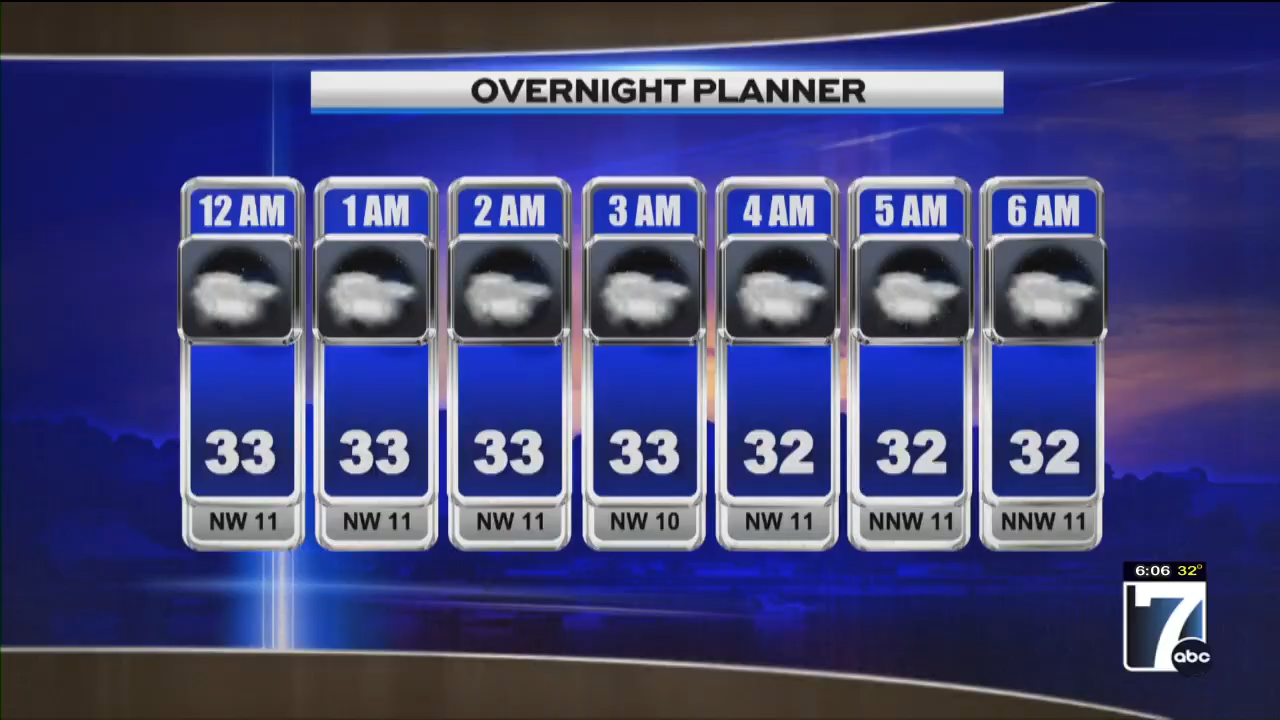 OVERNIGHT PLANNER
12 AM 1 AM 2 AM 3 AM 4 AM 5 AM 6 AM
33 33 33 33 32 32 32
NW 11 NW 11 NW 11 NW 10 NW 11 NNW 11 NNW 11
6:06 32°
7
abc